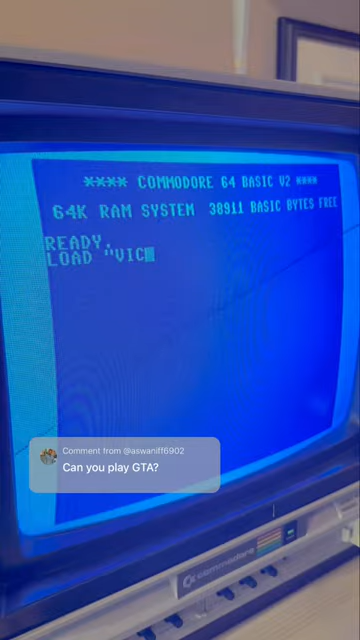 **** COMMODORE 64 BASIC V2 ****
64K RAM SYSTEM 38911 BASIC BYTES FREE
READY.
LOAD "VIC
Comment from @aswaniff6902
Can you play GTA?
commodore